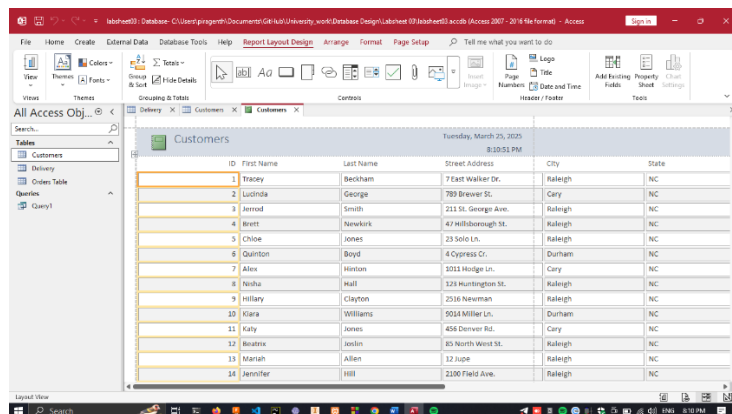 labsheet03 : Database- C:\Users\piragenth\Documents\GitHub\University_work\Database Design\Labsheet 03\labsheet03.accdb (Access 2007 - 2016 file format) - Access
Sign in
File Home Create External Data Database Tools Help Report Layout Design Arrange Format Page Setup Tell me what you want to do
View
Themes
Colors
Fonts
Group & Sort
Totals
Hide Details
Insert Image
Page Numbers
Logo
Title
Date and Time
Add Existing Fields
Property Sheet
Chart Settings
Views Themes Grouping & Totals Controls Header / Footer Tools
All Access Obj...
Delivery Customers Customers
Search...
Tables
Customers
Delivery
Orders Table
Queries
Query1
Customers
Tuesday, March 25, 2025
8:10:51 PM
ID First Name Last Name Street Address City State
1 Tracey Beckham 7 East Walker Dr. Raleigh NC
2 Lucinda George 789 Brewer St. Cary NC
3 Jerrod Smith 211 St. George Ave. Raleigh NC
4 Brett Newkirk 47 Hillsborough St. Raleigh NC
5 Chloe Jones 23 Solo Ln. Raleigh NC
6 Quinton Boyd 4 Cypress Cr. Durham NC
7 Alex Hinton 1011 Hodge Ln. Cary NC
8 Nisha Hall 123 Huntington St. Raleigh NC
9 Hillary Clayton 2516 Newman Raleigh NC
10 Kiara Williams 9014 Miller Ln. Durham NC
11 Katy Jones 456 Denver Rd. Cary NC
12 Beatrix Joslin 85 North West St. Raleigh NC
13 Mariah Allen 12 Jupe Raleigh NC
14 Jennifer Hill 2100 Field Ave. Raleigh NC
Layout View
Search
ENG 8:10 PM